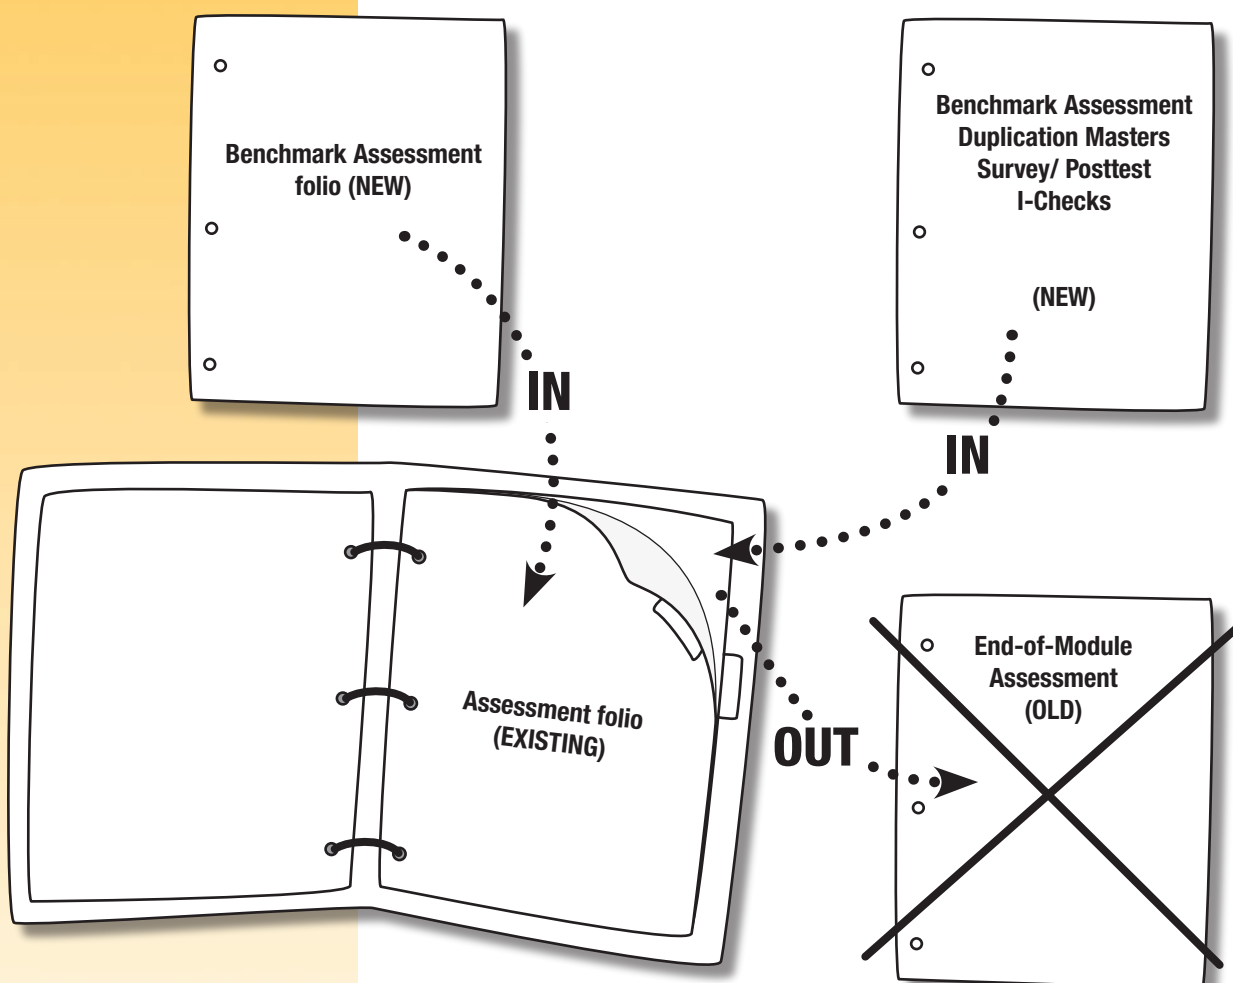 Benchmark Assessment
folio (NEW)
Benchmark Assessment
Duplication Masters
Survey/ Posttest
I-Checks
(NEW)
IN
IN
Assessment folio
(EXISTING)
OUT
End-of-Module
Assessment
(OLD)